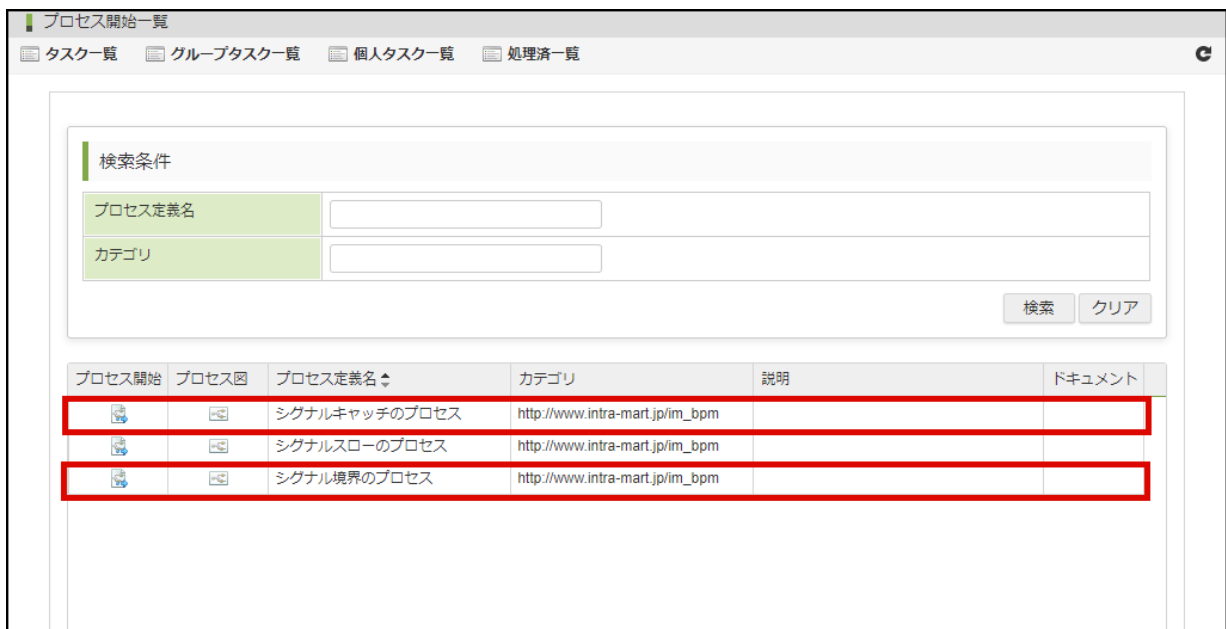 プロセス開始一覧
タスク一覧 グループタスク一覧 個人タスク一覧 処理済一覧
検索条件
プロセス定義名
カテゴリ
検索 クリア
プロセス開始 プロセス図 プロセス定義名 カテゴリ 説明 ドキュメント
シグナルキャッチのプロセス http://www.intra-mart.jp/im_bpm
シグナルスローのプロセス http://www.intra-mart.jp/im_bpm
シグナル境界のプロセス http://www.intra-mart.jp/im_bpm